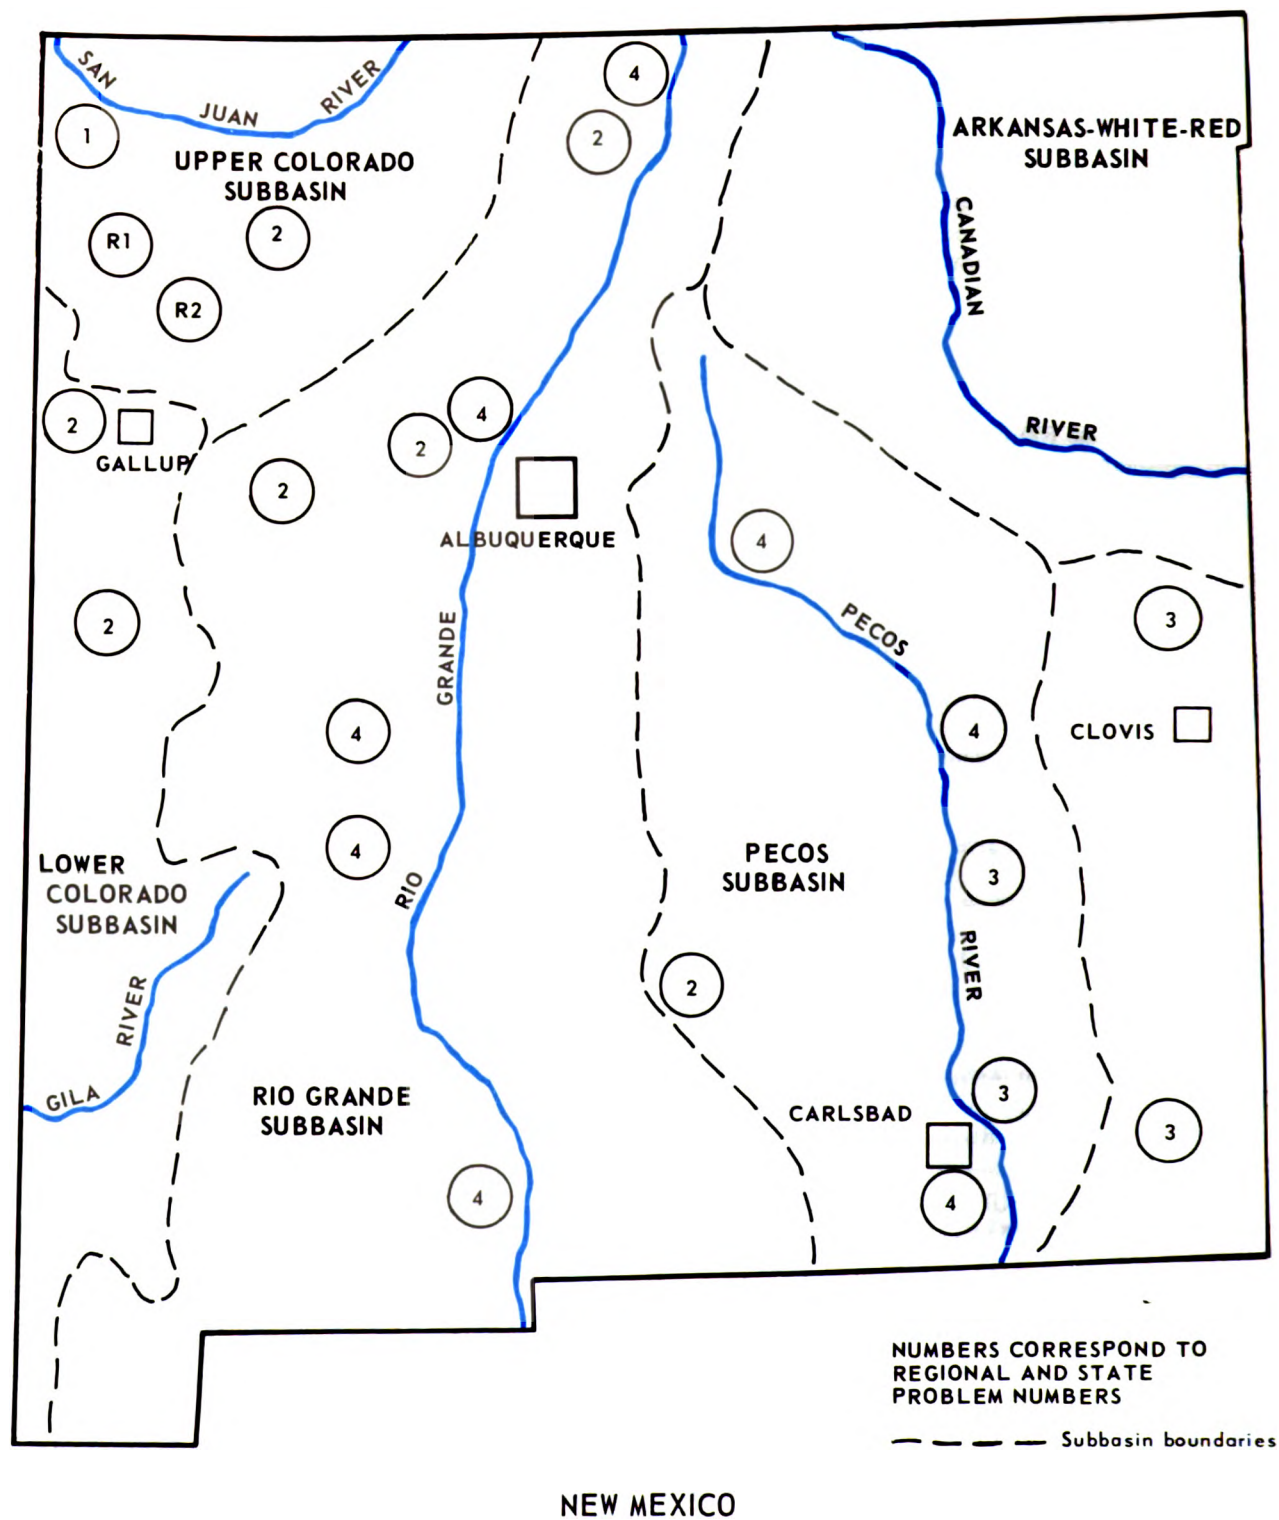 SAN
JUAN
RIVER
4
1
2
ARKANSAS-WHITE-RED
SUBBASIN
UPPER COLORADO
SUBBASIN
R1
2
CANADIAN
RIVER
R2
2
GALLUP
2
4
2
ALBUQUERQUE
4
PECOS
RIVER
2
GRANDE
RIO
3
4
4
CLOVIS
4
3
LOWER
COLORADO
SUBBASIN
PECOS
SUBBASIN
2
GILA
RIVER
RIO GRANDE
SUBBASIN
3
CARLSBAD
3
4
4
NUMBERS CORRESPOND TO
REGIONAL AND STATE
PROBLEM NUMBERS
Subbasin boundaries
NEW MEXICO